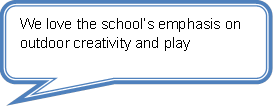 We love the school's emphasis on
outdoor creativity and play